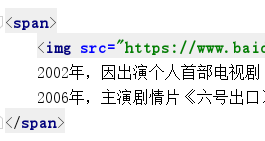 <span>
<img src="https://www.baid
2002年，因出演个人首部电视剧
2006年，主演剧情片《六号出口》
</span>